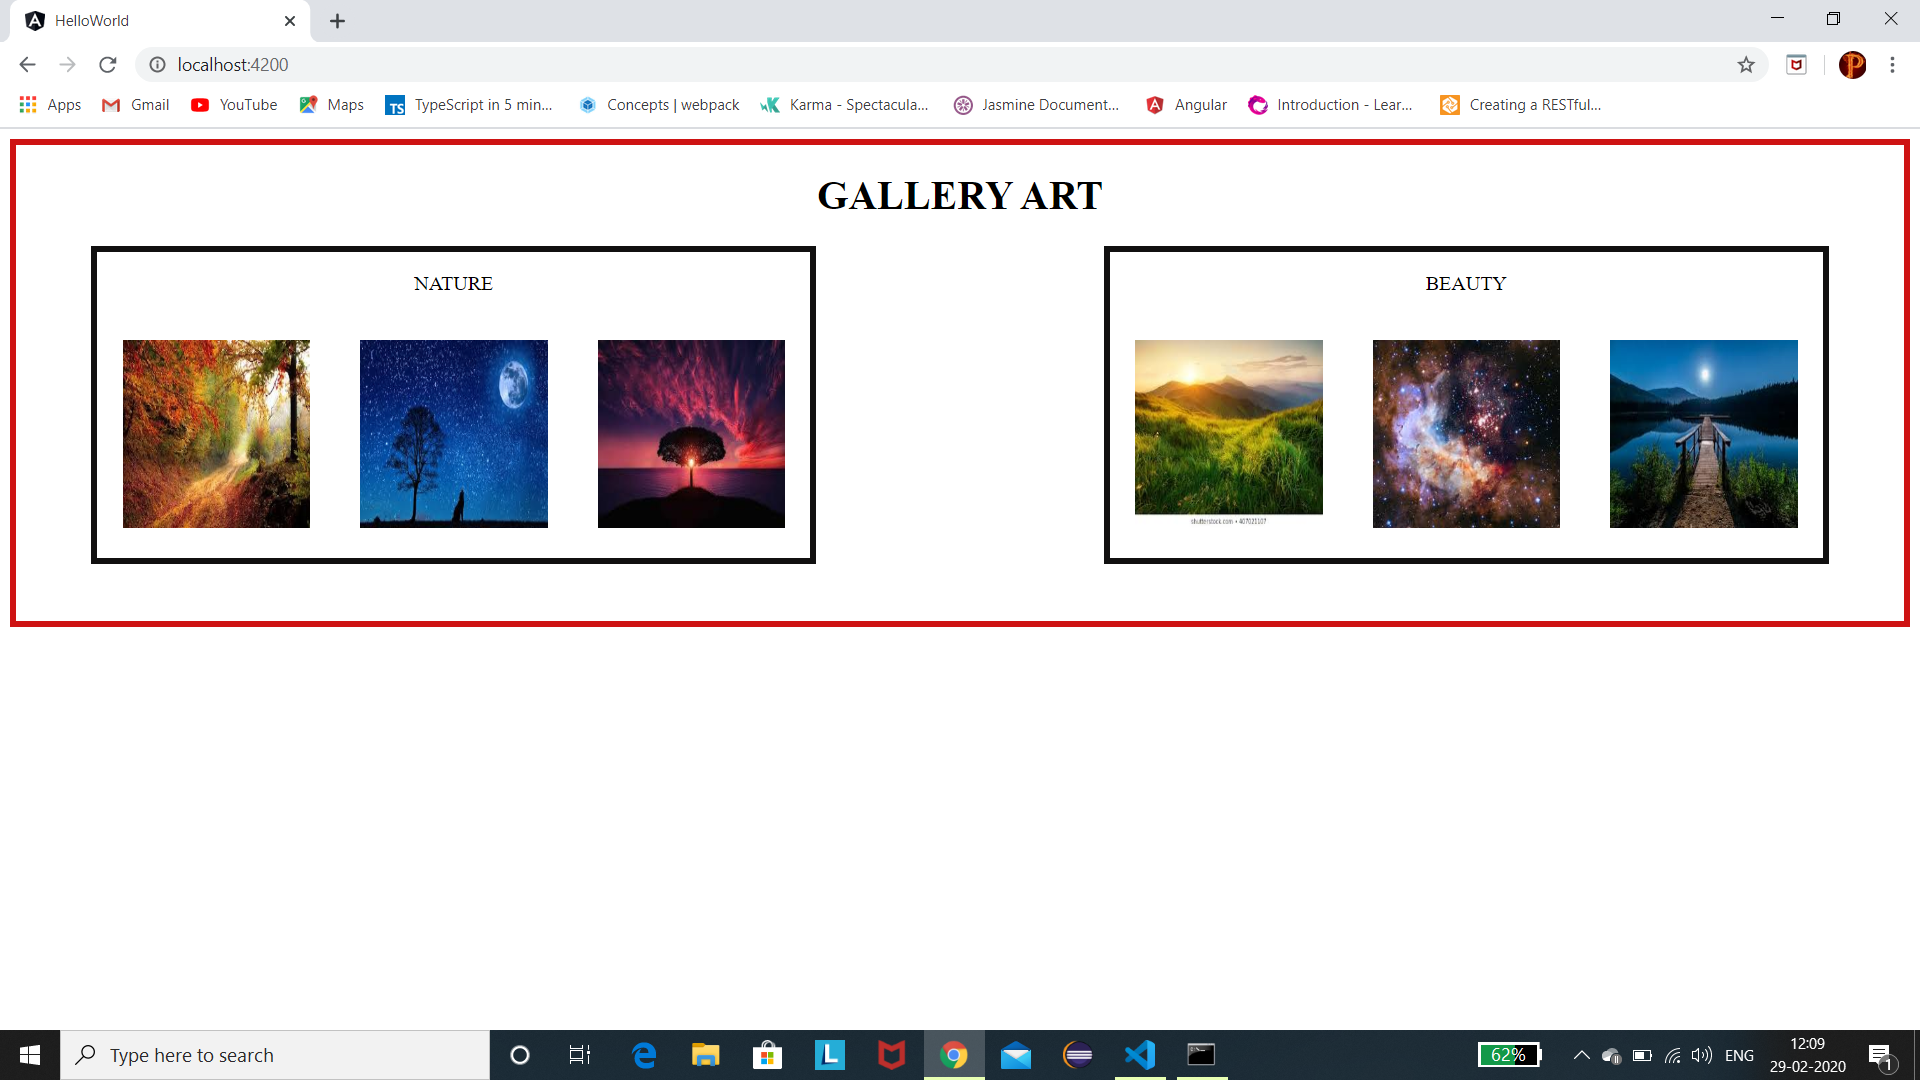 HelloWorld
localhost:4200
Apps Gmail YouTube Maps TS TypeScript in 5 min... Concepts | webpack Karma - Spectacula... Jasmine Document... Angular Introduction - Lear... Creating a RESTful...
GALLERY ART
NATURE
BEAUTY
shutterstock.com • 407021107
Type here to search
L
62%
ENG
12:09
29-02-2020
1